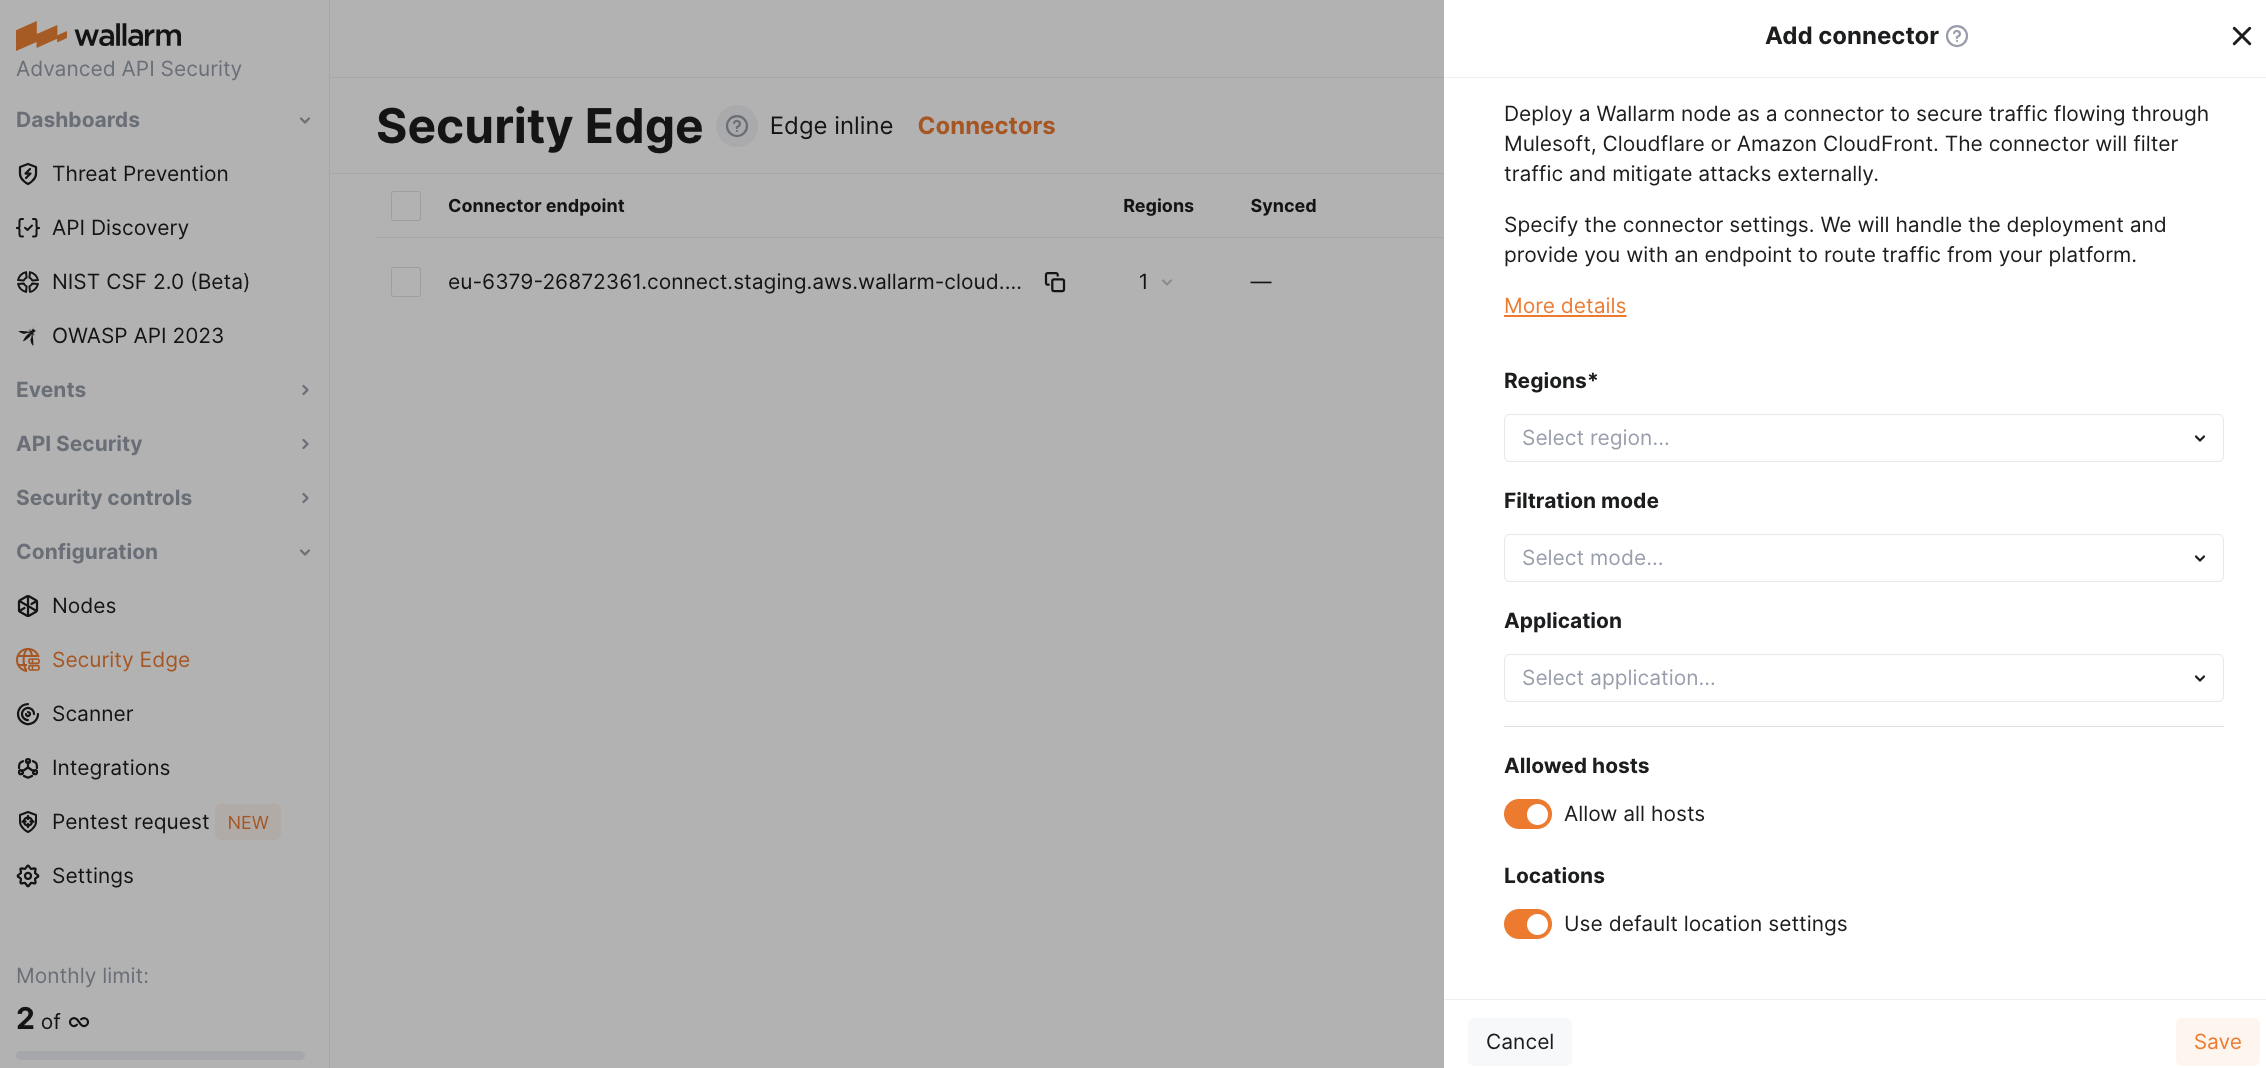 wallarm
Advanced API Security
Dashboards
Threat Prevention
API Discovery
NIST CSF 2.0 (Beta)
OWASP API 2023
Events
API Security
Security controls
Configuration
Nodes
Security Edge
Scanner
Integrations
Pentest request NEW
Settings
Monthly limit:
2 of ∞
Security Edge ? Edge inline Connectors
Connector endpoint Regions Synced
eu-6379-26872361.connect.staging.aws.wallarm-cloud.... 1 —
Add connector ?
Deploy a Wallarm node as a connector to secure traffic flowing through
Mulesoft, Cloudflare or Amazon CloudFront. The connector will filter
traffic and mitigate attacks externally.
Specify the connector settings. We will handle the deployment and
provide you with an endpoint to route traffic from your platform.
More details
Regions*
Select region...
Filtration mode
Select mode...
Application
Select application...
Allowed hosts
Allow all hosts
Locations
Use default location settings
Cancel Save